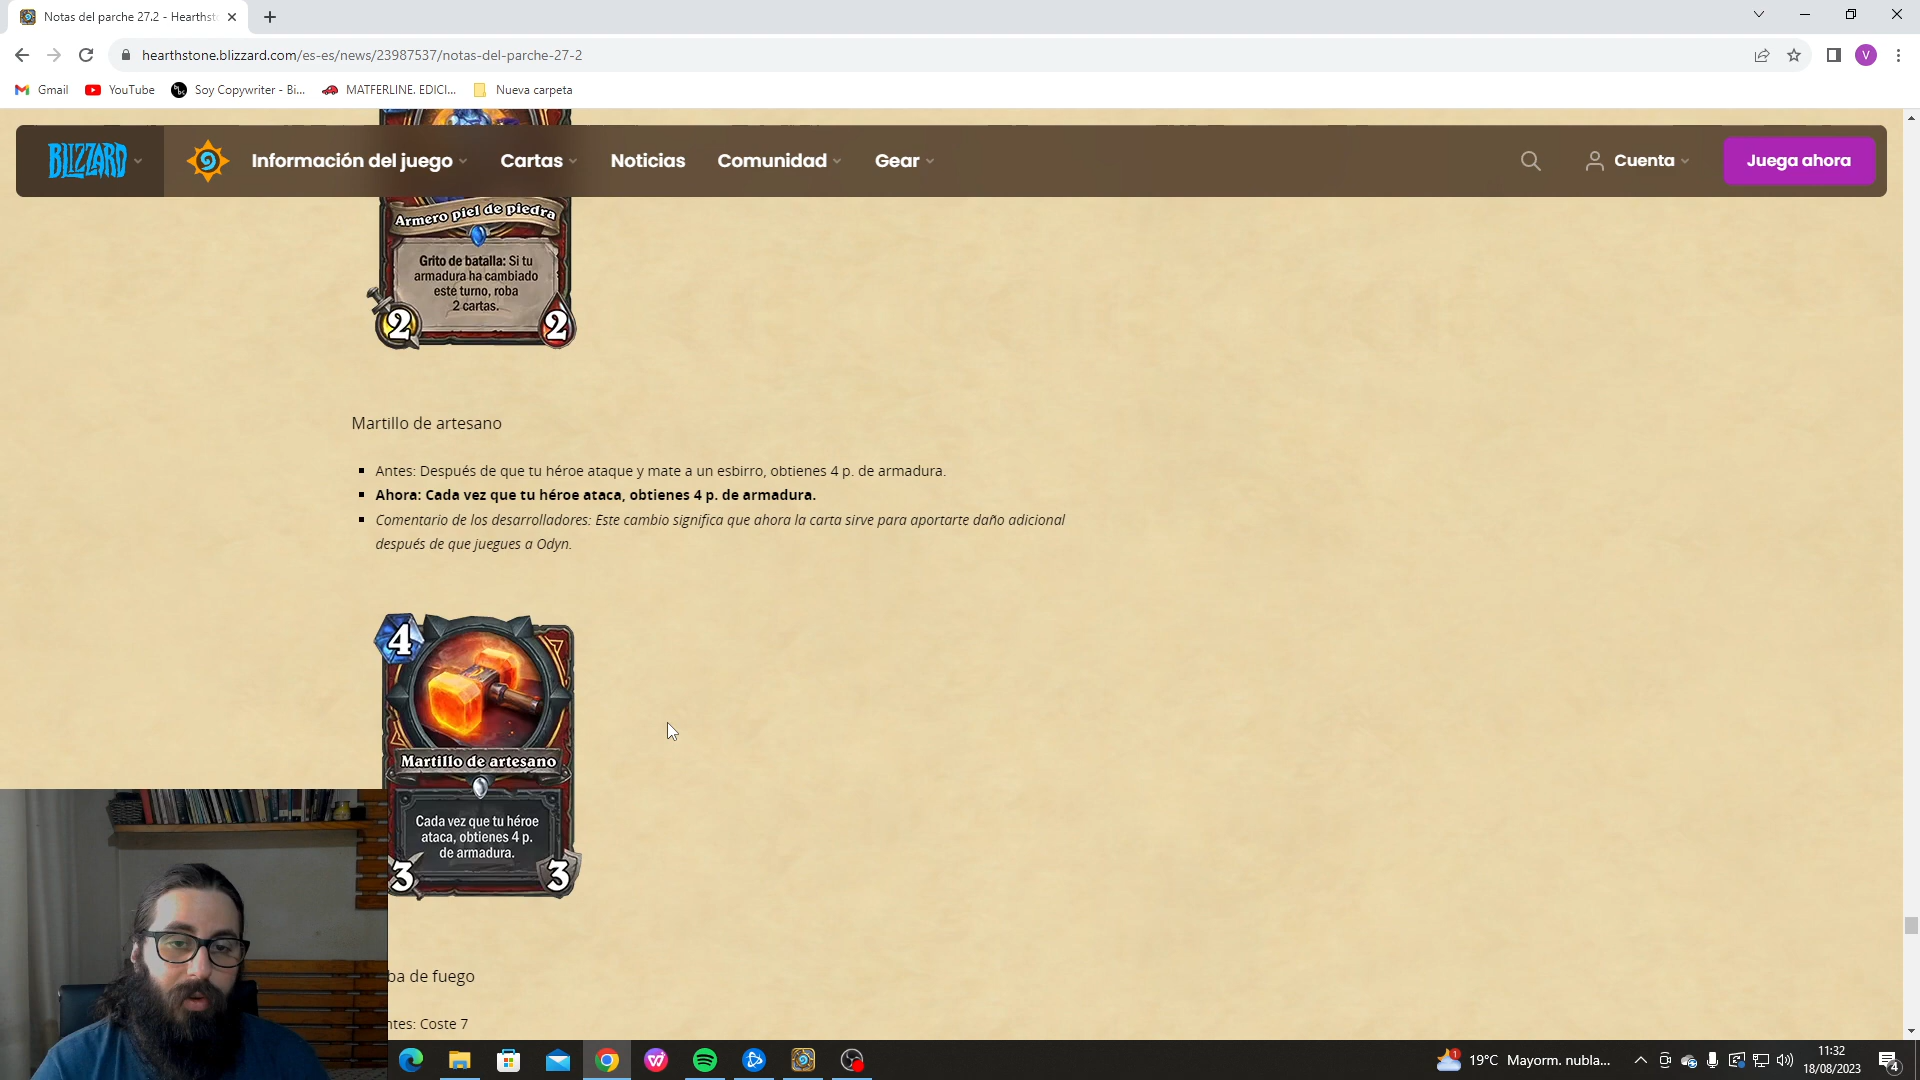 Notas del parche 27.2 - Hearthst
hearthstone.blizzard.com/es-es/news/23987537/notas-del-parche-27-2
V
Gmail
YouTube
Soy Copywriter - Bi...
MATFERLINE. EDICI...
Nueva carpeta
BLIZZARD
Información del juego
Cartas
Noticias
Comunidad
Gear
Cuenta
Juega ahora
Armero piel de piedra
Grito de batalla: Si tu
armadura ha cambiado
este turno, roba
2 cartas.
2
2
Martillo de artesano
Antes: Después de que tu héroe ataque y mate a un esbirro, obtienes 4 p. de armadura.
Ahora: Cada vez que tu héroe ataca, obtienes 4 p. de armadura.
Comentario de los desarrolladores: Este cambio significa que ahora la carta sirve para aportarte daño adicional
después de que juegues a Odyn.
4
Martillo de artesano
Cada vez que tu héroe
ataca, obtienes 4 p.
de armadura.
3
3
ba de fuego
ntes: Coste 7
1
19°C Mayorm. nubla...
11:32
18/08/2023
4